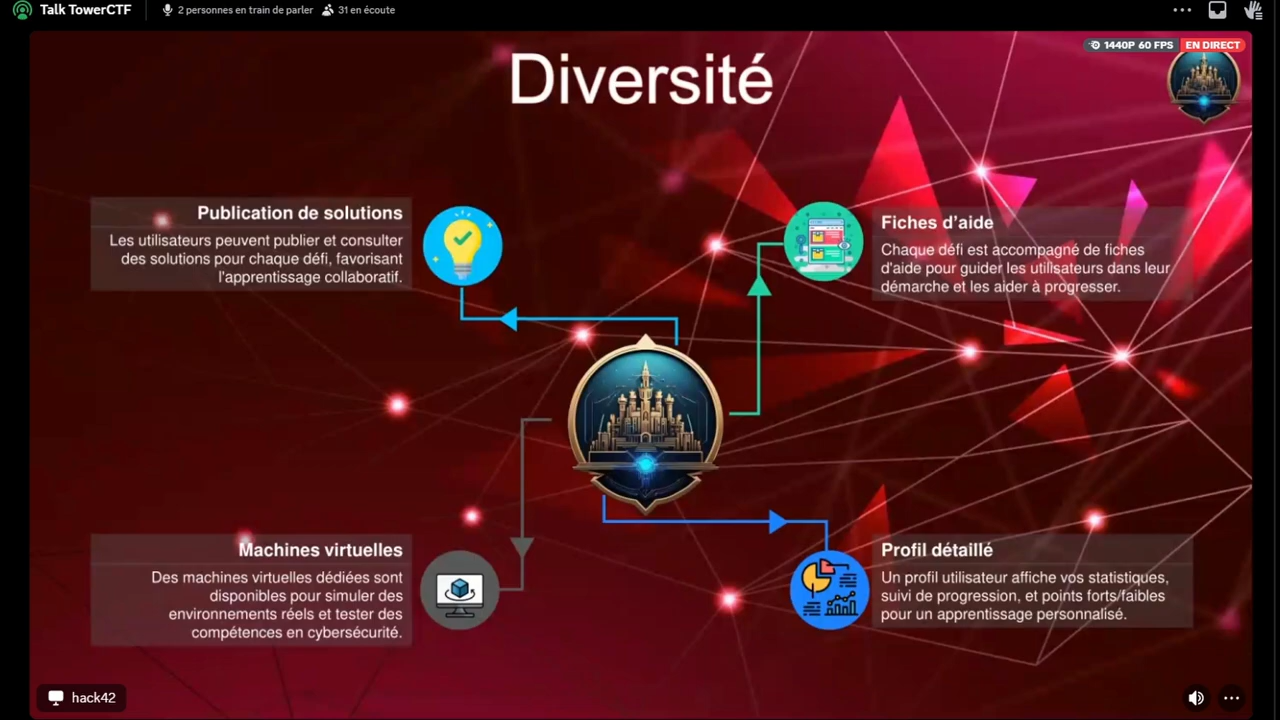 Talk TowerCTF
2 personnes en train de parler
31 en écoute
1440P 60 FPS
EN DIRECT
Diversité
Publication de solutions
Les utilisateurs peuvent publier et consulter
des solutions pour chaque défi, favorisant
l'apprentissage collaboratif.
Fiches d’aide
Chaque défi est accompagné de fiches
d'aide pour guider les utilisateurs dans leur
démarche et les aider à progresser.
Machines virtuelles
Des machines virtuelles dédiées sont
disponibles pour simuler des
environnements réels et tester des
compétences en cybersécurité.
Profil détaillé
Un profil utilisateur affiche vos statistiques,
suivi de progression, et points forts/faibles
pour un apprentissage personnalisé.
hack42